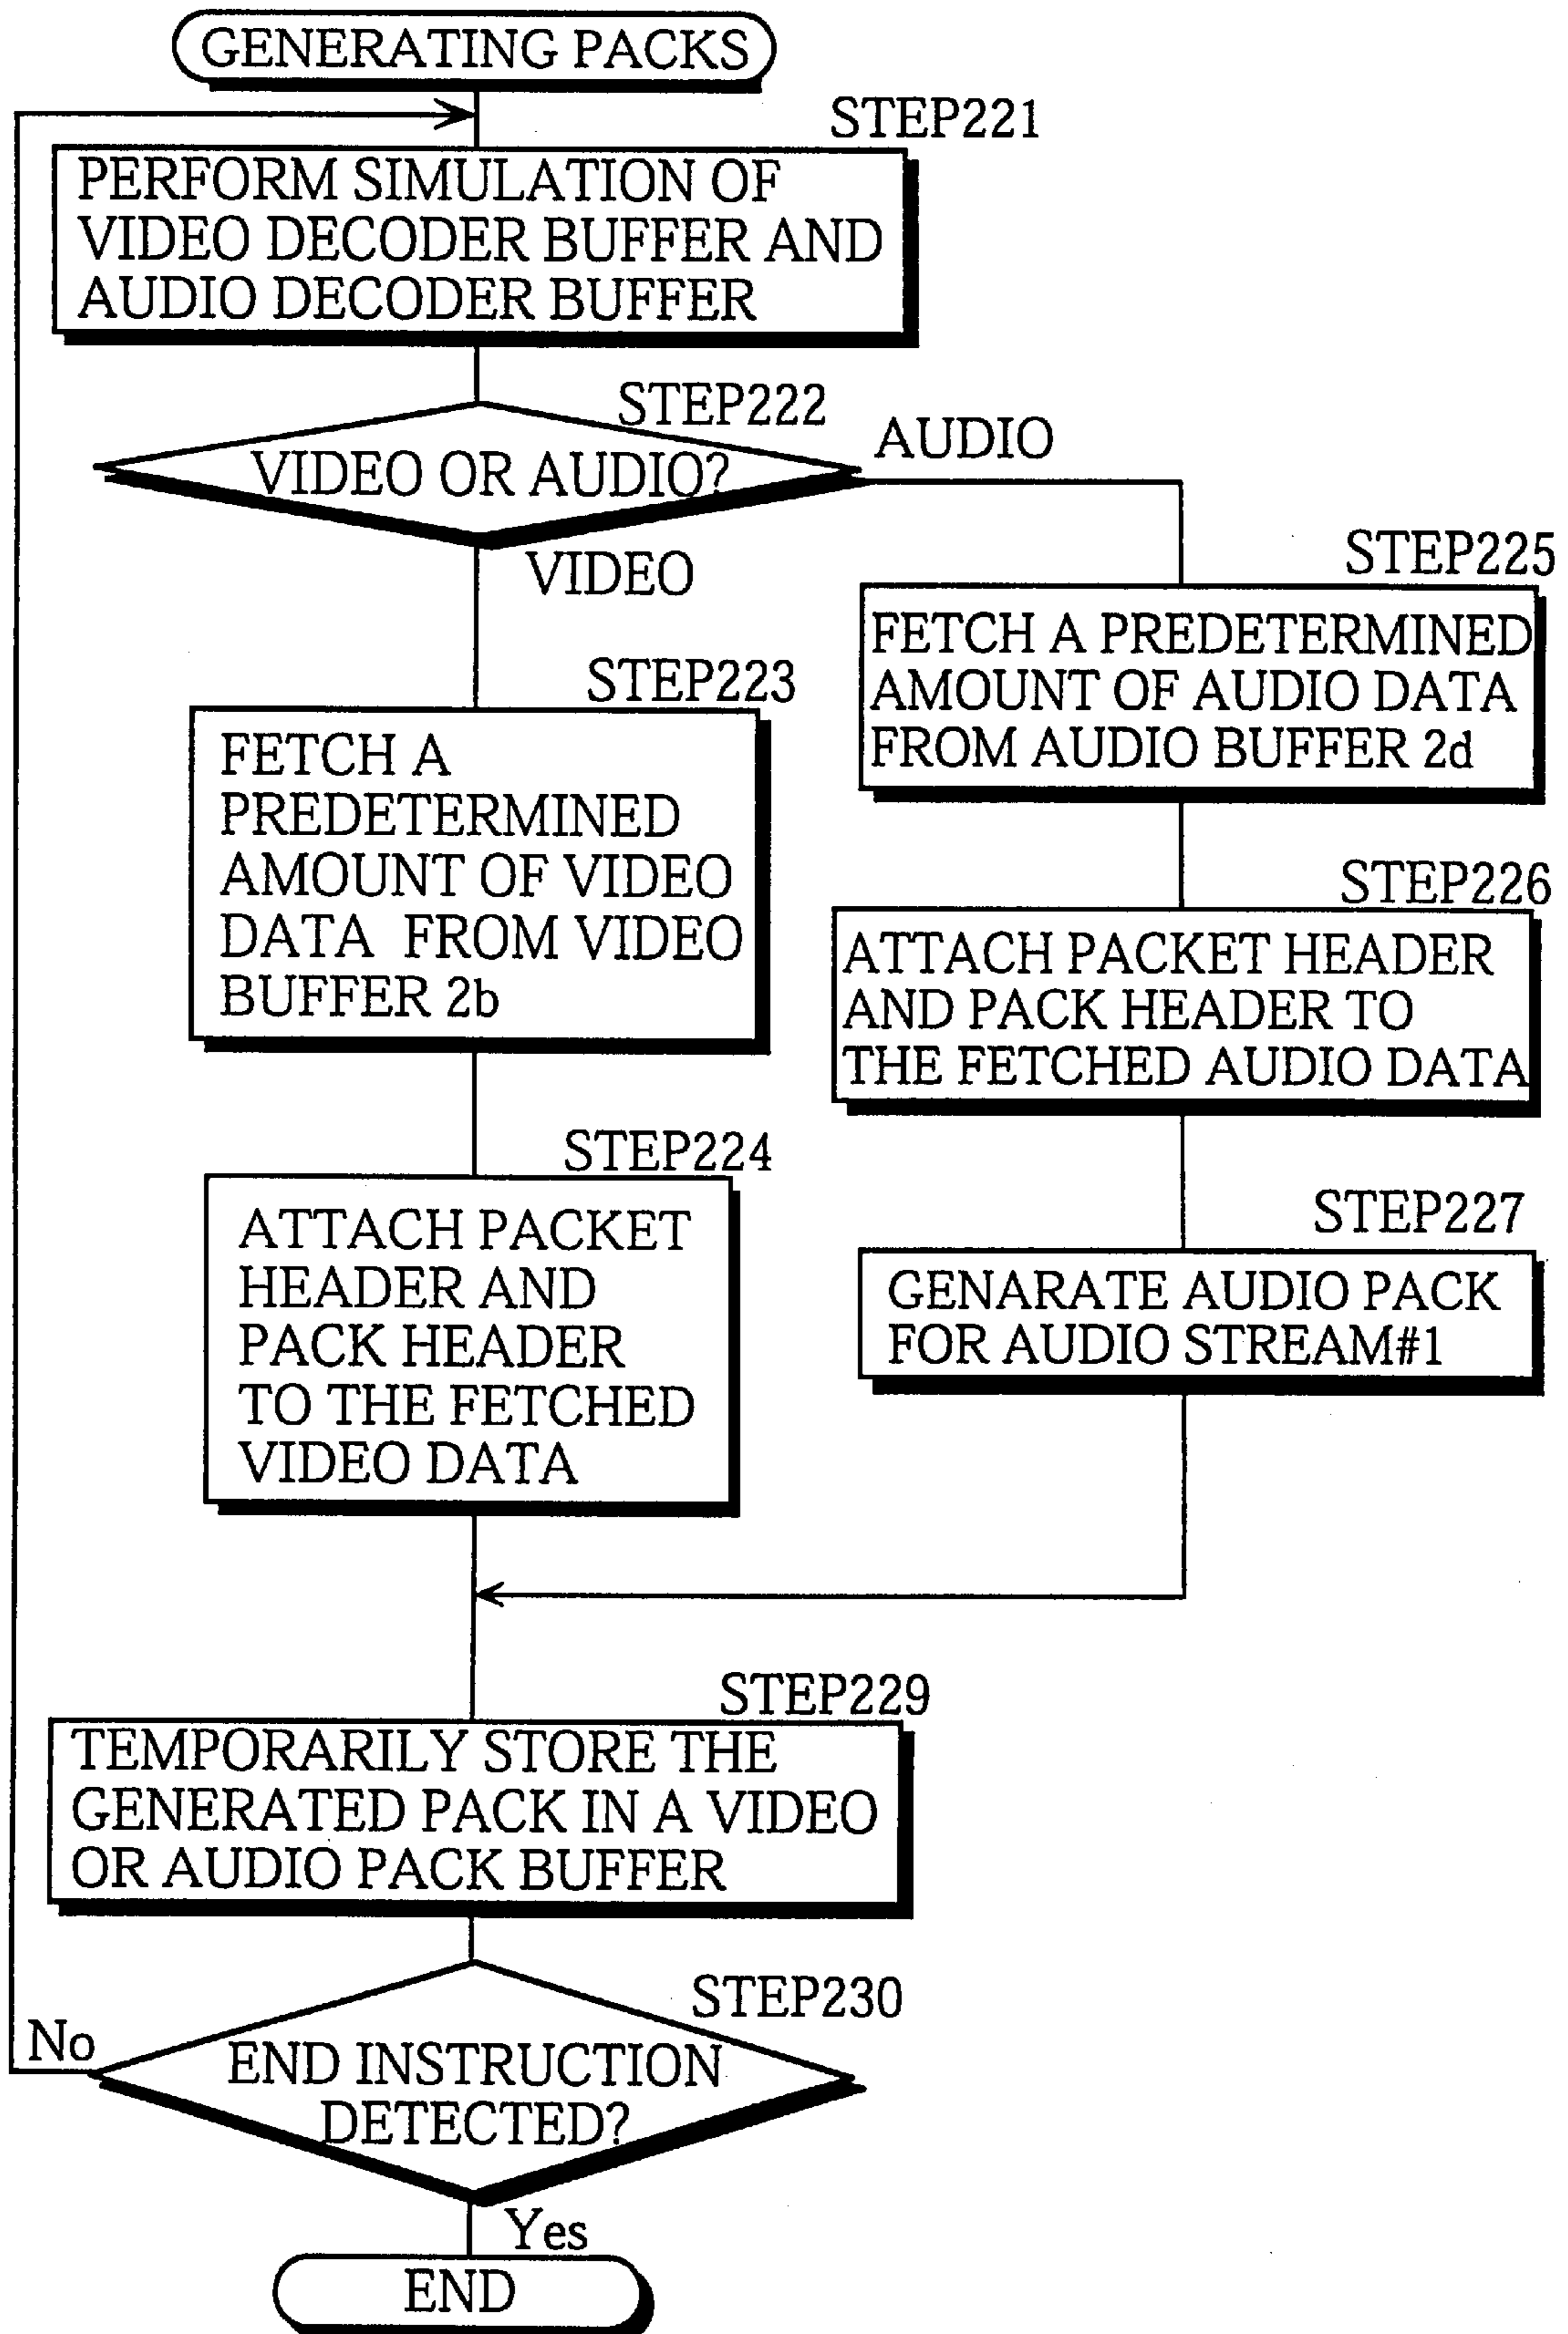 GENERATING PACKS
STEP221
PERFORM SIMULATION OF
VIDEO DECODER BUFFER AND
AUDIO DECODER BUFFER
STEP222
VIDEO OR AUDIO?
AUDIO
VIDEO
STEP223
FETCH A
PREDETERMINED
AMOUNT OF VIDEO
DATA FROM VIDEO
BUFFER 2b
STEP224
ATTACH PACKET
HEADER AND
PACK HEADER
TO THE FETCHED
VIDEO DATA
STEP225
FETCH A PREDETERMINED
AMOUNT OF AUDIO DATA
FROM AUDIO BUFFER 2d
STEP226
ATTACH PACKET HEADER
AND PACK HEADER TO
THE FETCHED AUDIO DATA
STEP227
GENARATE AUDIO PACK
FOR AUDIO STREAM#1
STEP229
TEMPORARILY STORE THE
GENERATED PACK IN A VIDEO
OR AUDIO PACK BUFFER
STEP230
END INSTRUCTION
DETECTED?
No
Yes
END